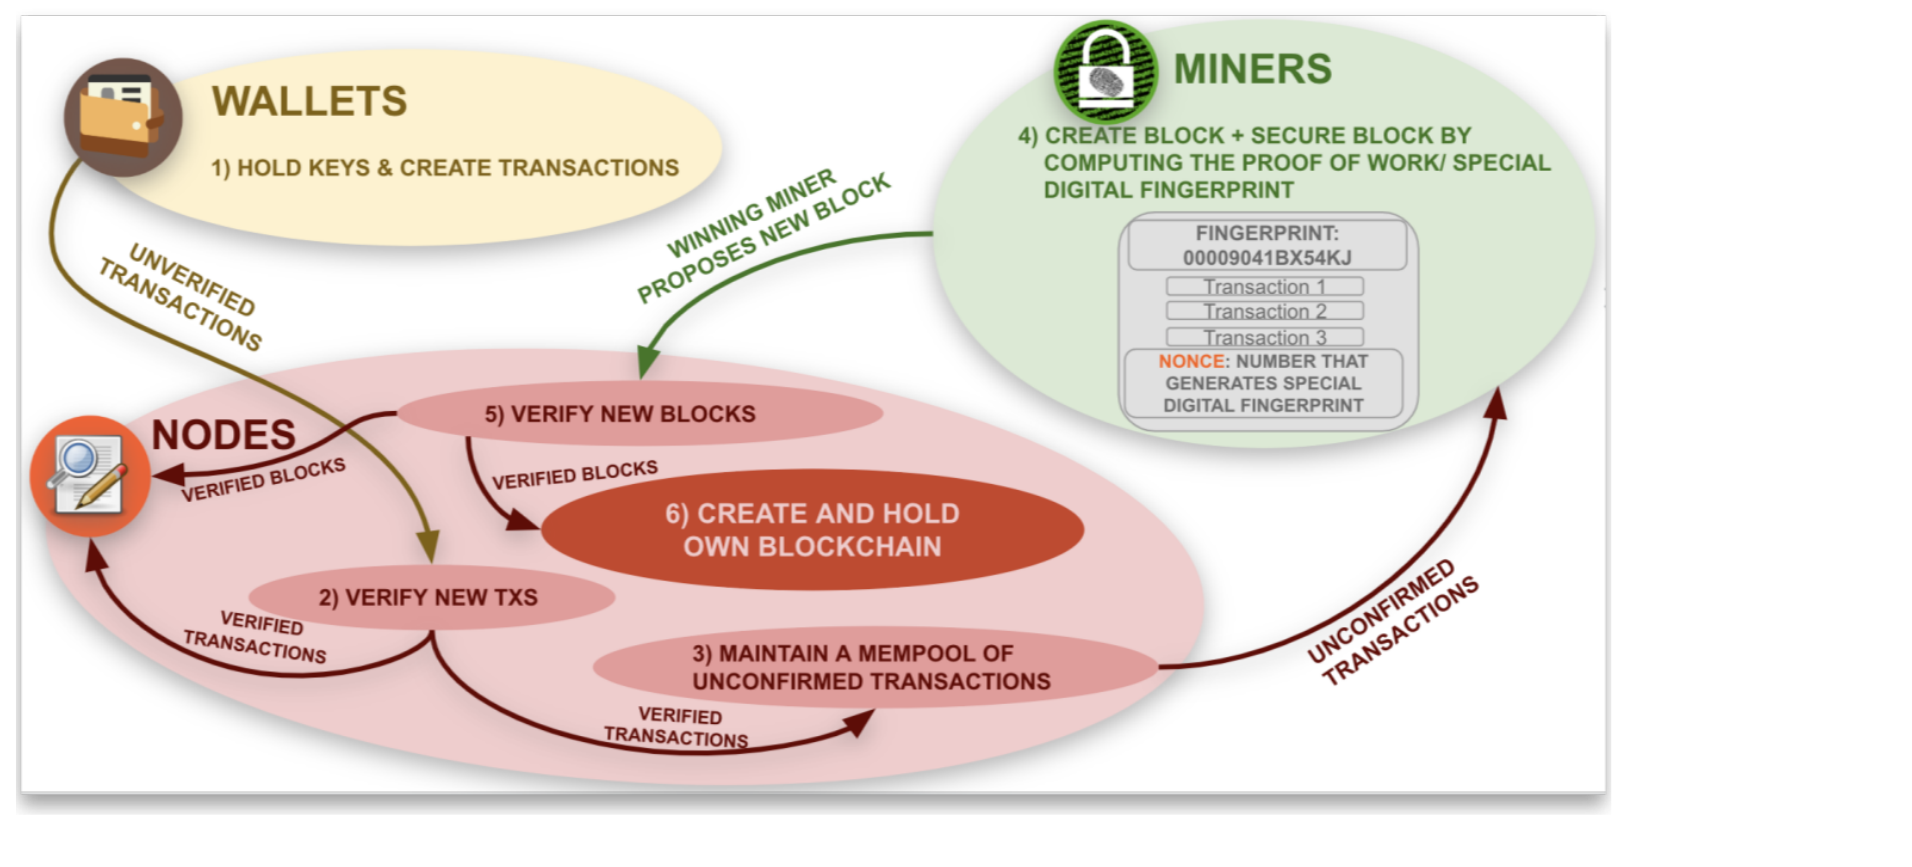 WALLETS
1) HOLD KEYS & CREATE TRANSACTIONS
UNVERIFIED
TRANSACTIONS
WINNING MINER
PROPOSES NEW BLOCK
MINERS
4) CREATE BLOCK + SECURE BLOCK BY
COMPUTING THE PROOF OF WORK/ SPECIAL
DIGITAL FINGERPRINT
FINGERPRINT:
00009041BX54KJ
Transaction 1
Transaction 2
Transaction 3
NONCE: NUMBER THAT
GENERATES SPECIAL
DIGITAL FINGERPRINT
NODES
5) VERIFY NEW BLOCKS
VERIFIED BLOCKS
VERIFIED BLOCKS
6) CREATE AND HOLD
OWN BLOCKCHAIN
2) VERIFY NEW TXS
VERIFIED
TRANSACTIONS
3) MAINTAIN A MEMPOOL OF
UNCONFIRMED TRANSACTIONS
VERIFIED
TRANSACTIONS
UNCONFIRMED
TRANSACTIONS